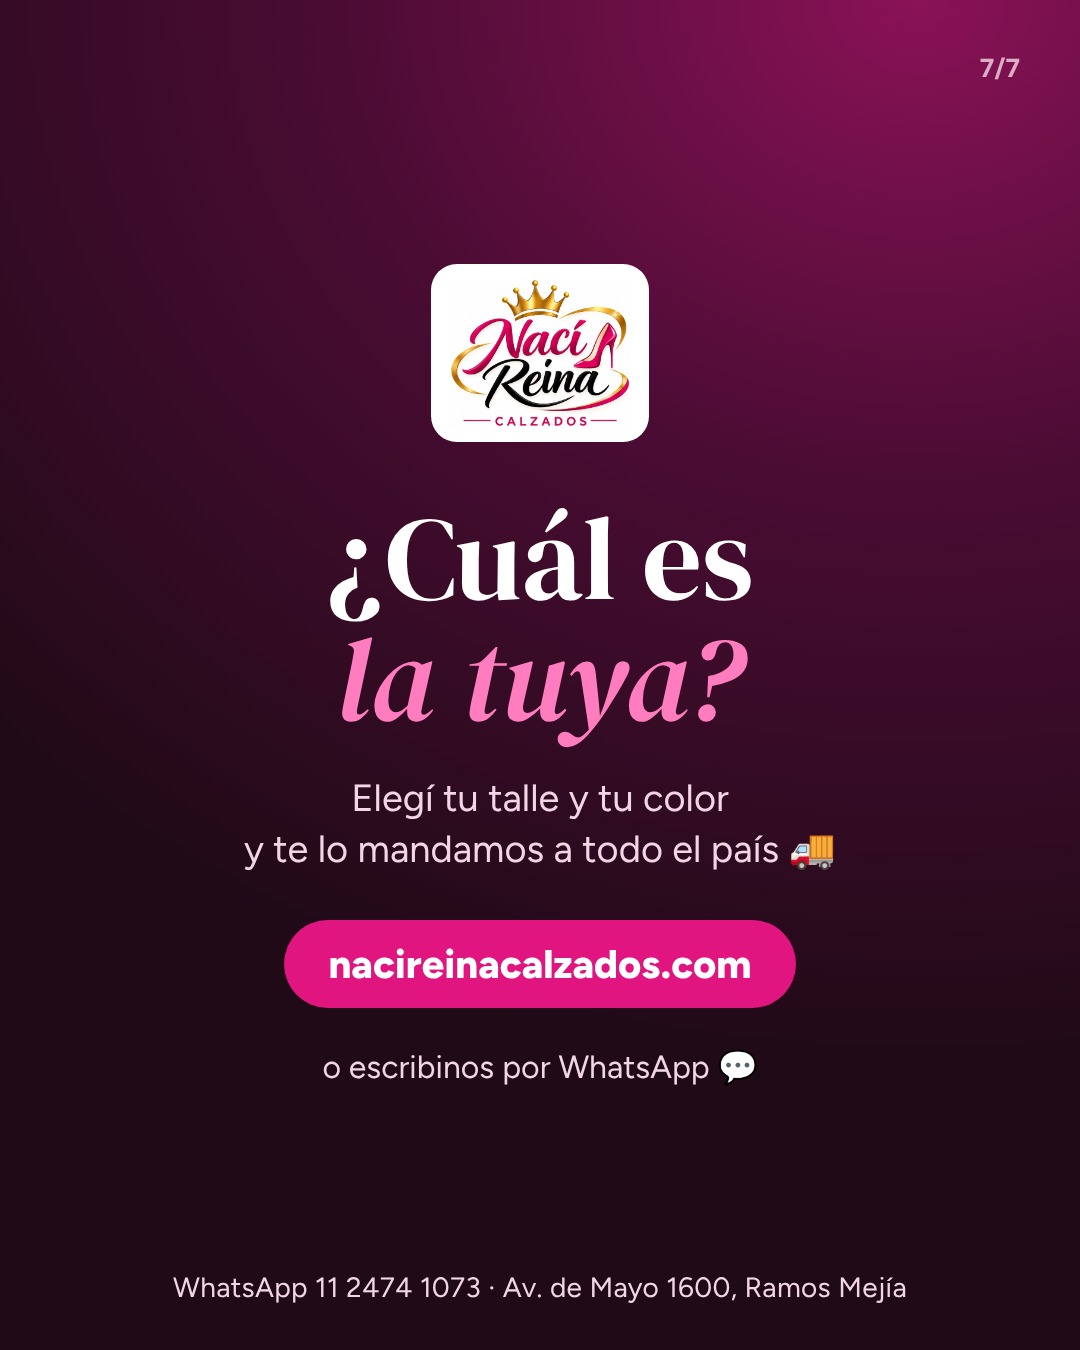 7/7
Nací
Reina
CALZADOS
¿Cuál es
la tuya?
Elegí tu talle y tu color
y te lo mandamos a todo el país 🚚
nacireinacalzados.com
o escribinos por WhatsApp 💬
WhatsApp 11 2474 1073 · Av. de Mayo 1600, Ramos Mejía